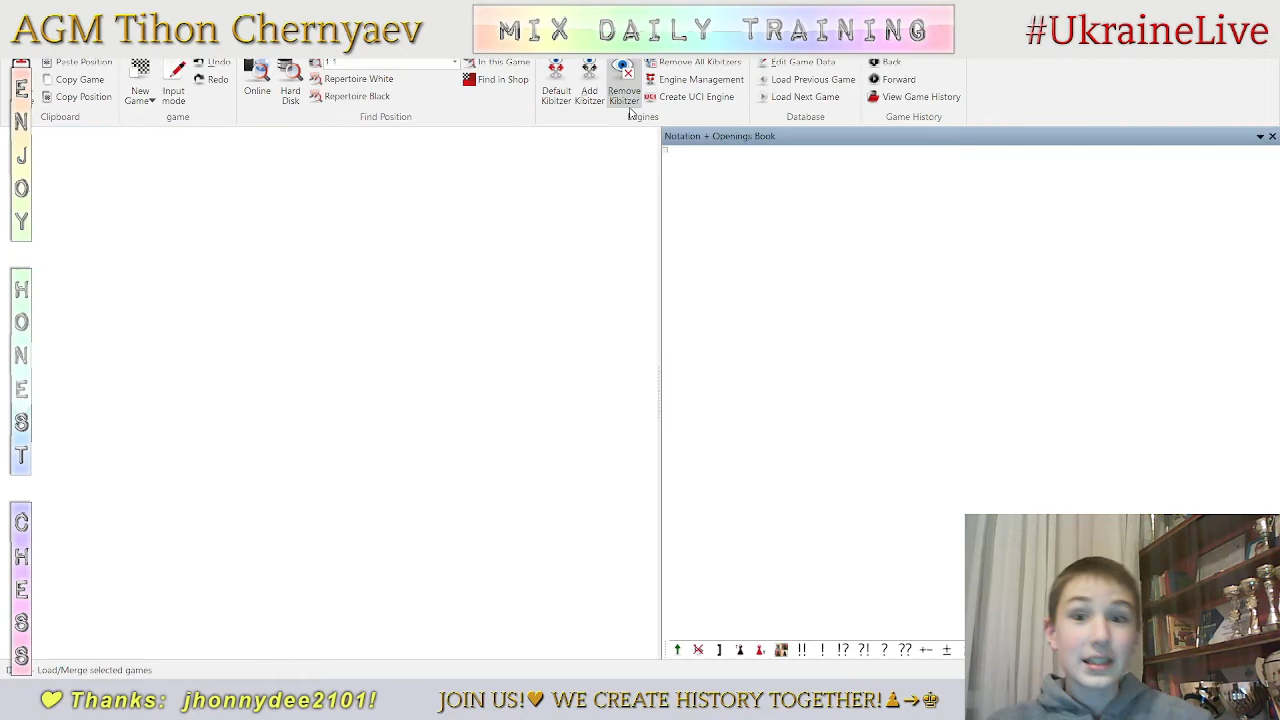 AGM Tihon Chernyaev
MIX DAILY TRAINING
#UkraineLive
Paste Position
Copy Game
Copy Position
Clipboard
New Game
Input mode
Undo
Redo
game
Online
Hard Disk
Repertoire White
Repertoire Black
In this Game
Find in Shop
Find Position
Default Kibitzer
Add Kibitzer
Remove Kibitzer
Remove All Kibitzers
Engine Management
UCI Create UCI Engine
Edit Game Data
Load Previous Game
Load Next Game
Database
Back
Forward
View Game History
Game History
Notation + Openings Book
ENJOY
HONEST
CHESS
] !! ! !? ?! ? ?? +− ±
Load/Merge selected games
Thanks: jhonnydee2101!
JOIN US! WE CREATE HISTORY TOGETHER!